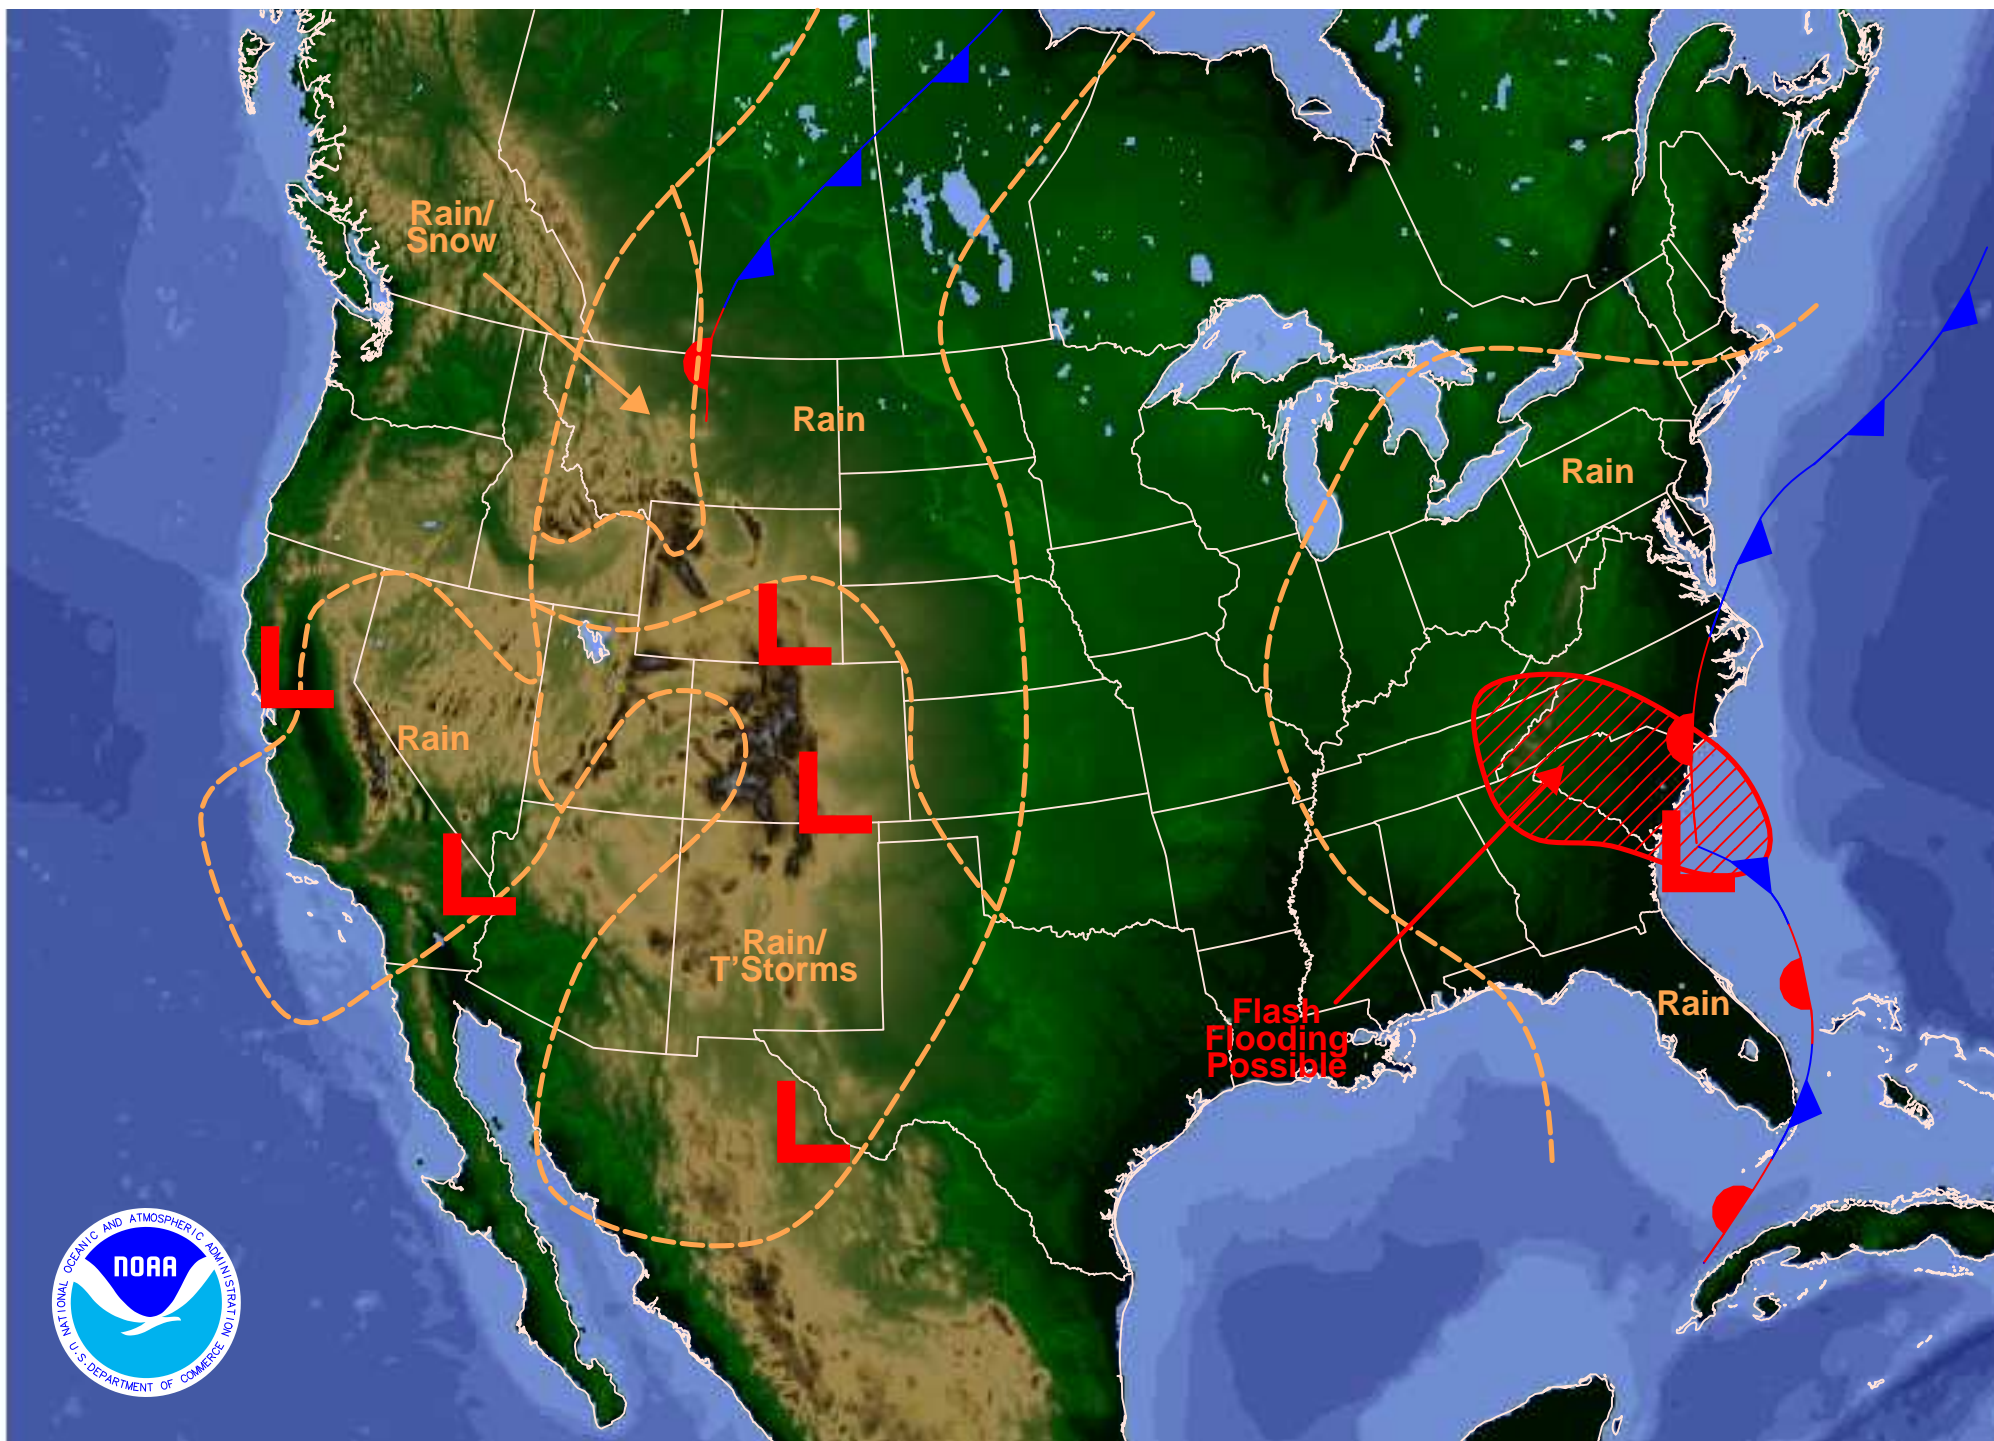 Rain/
Snow
Rain
Rain
Rain
L
L
L
L
L
L
Rain/
T'Storms
Flash
Flooding
Possible
Rain
NOAA
NATIONAL OCEANIC AND ATMOSPHERIC ADMINISTRATION
U.S. DEPARTMENT OF COMMERCE